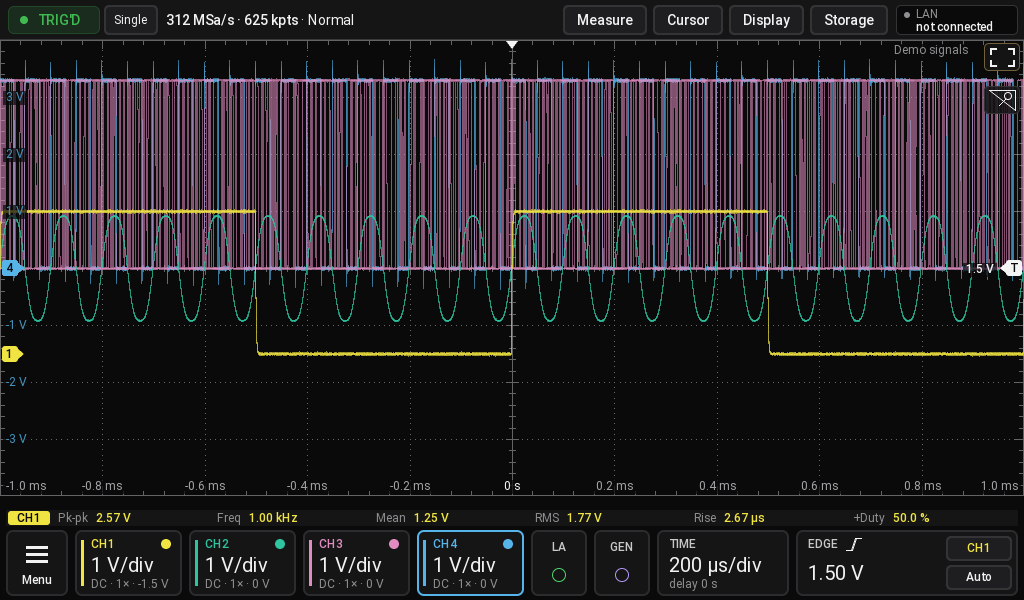 TRIG'D
Single
312 MSa/s · 625 kpts · Normal
Measure
Cursor
Display
Storage
LAN
not connected
Demo signals
3 V
2 V
1 V
4
1.5 V
T
-1 V
1
-2 V
-3 V
-1.0 ms
-0.8 ms
-0.6 ms
-0.4 ms
-0.2 ms
0 s
0.2 ms
0.4 ms
0.6 ms
0.8 ms
1.0 ms
CH1
Pk-pk 2.57 V
Freq 1.00 kHz
Mean 1.25 V
RMS 1.77 V
Rise 2.67 µs
+Duty 50.0 %
Menu
CH1
1 V/div
DC · 1× · -1.5 V
CH2
1 V/div
DC · 1× · 0 V
CH3
1 V/div
DC · 1× · 0 V
CH4
1 V/div
DC · 1× · 0 V
LA
GEN
TIME
200 µs/div
delay 0 s
EDGE
1.50 V
CH1
Auto